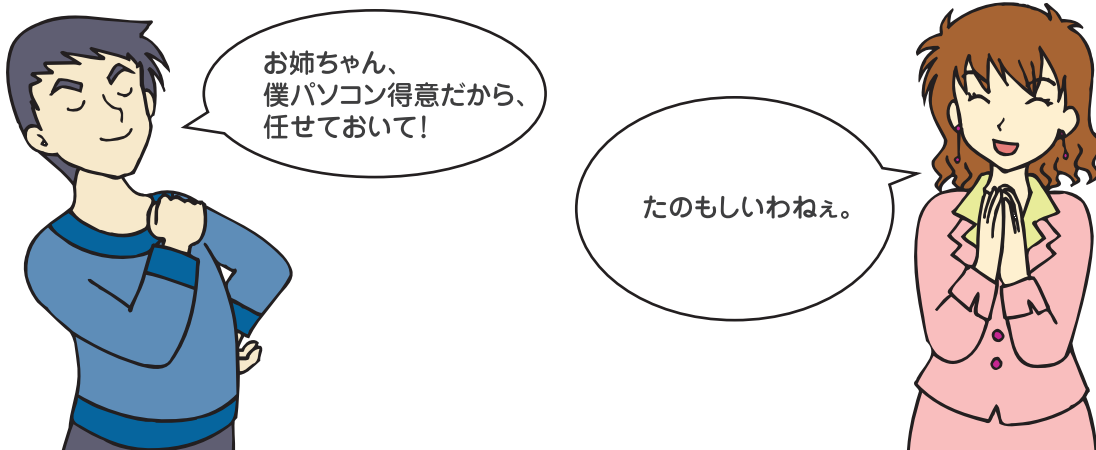 お姉ちゃん、
僕パソコン得意だから、
任せておいて！
たのもしいわねぇ。